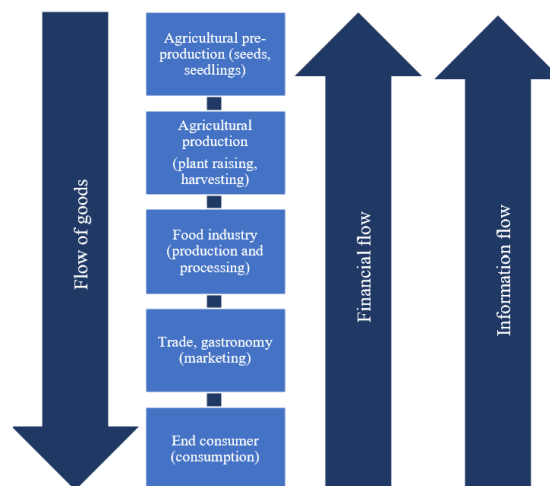 Flow of goods
Agricultural pre-
production (seeds,
seedlings)
Agricultural
production
(plant raising,
harvesting)
Food industry
(production and
processing)
Trade, gastronomy
(marketing)
End consumer
(consumption)
Financial flow
Information flow